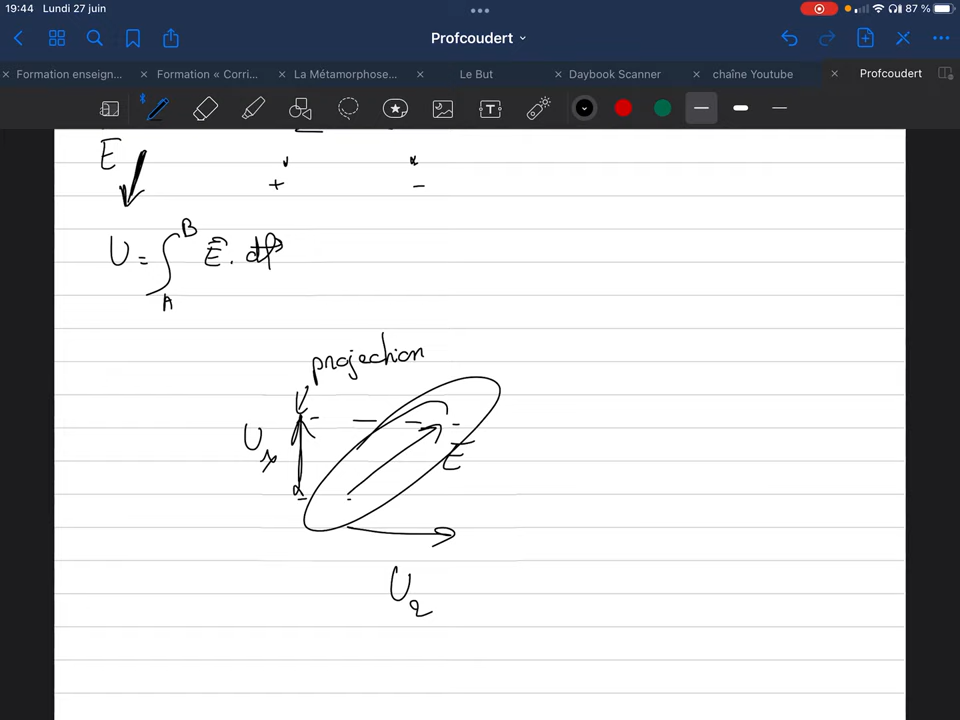 19:44 Lundi 27 juin
87 %
Profcoudert
Formation enseign...
Formation « Corri...
La Métamorphose...
Le But
Daybook Scanner
chaîne Youtube
Profcoudert
E
+ -
B
U = ∫ E . dl
A
projection
U
E
U2